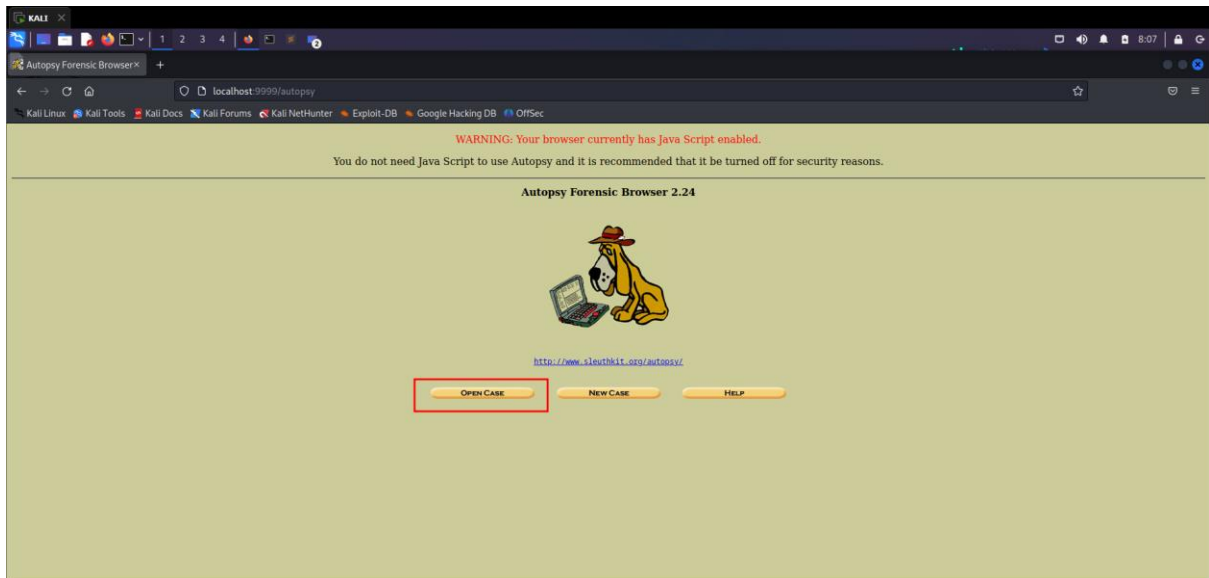 KALI
1 2 3 4
2
8:07
Autopsy Forensic Browser
localhost:9999/autopsy
Kali Linux Kali Tools Kali Docs Kali Forums Kali NetHunter Exploit-DB Google Hacking DB OffSec
WARNING: Your browser currently has Java Script enabled.
You do not need Java Script to use Autopsy and it is recommended that it be turned off for security reasons.
Autopsy Forensic Browser 2.24
http://www.sleuthkit.org/autopsy/
OPEN CASE NEW CASE HELP